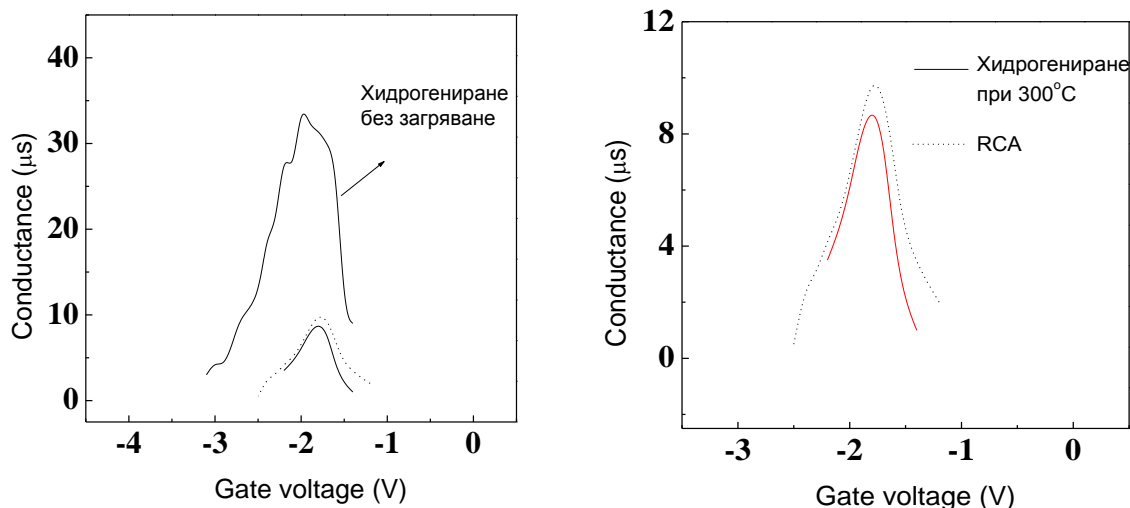 40
30
20
10
0
Conductance (μs)
Хидрогениране
без загряване
-4 -3 -2 -1 0
Gate voltage (V)
12
8
4
0
Conductance (μs)
Хидрогениране
при 300°C
RCA
-3 -2 -1 0
Gate voltage (V)